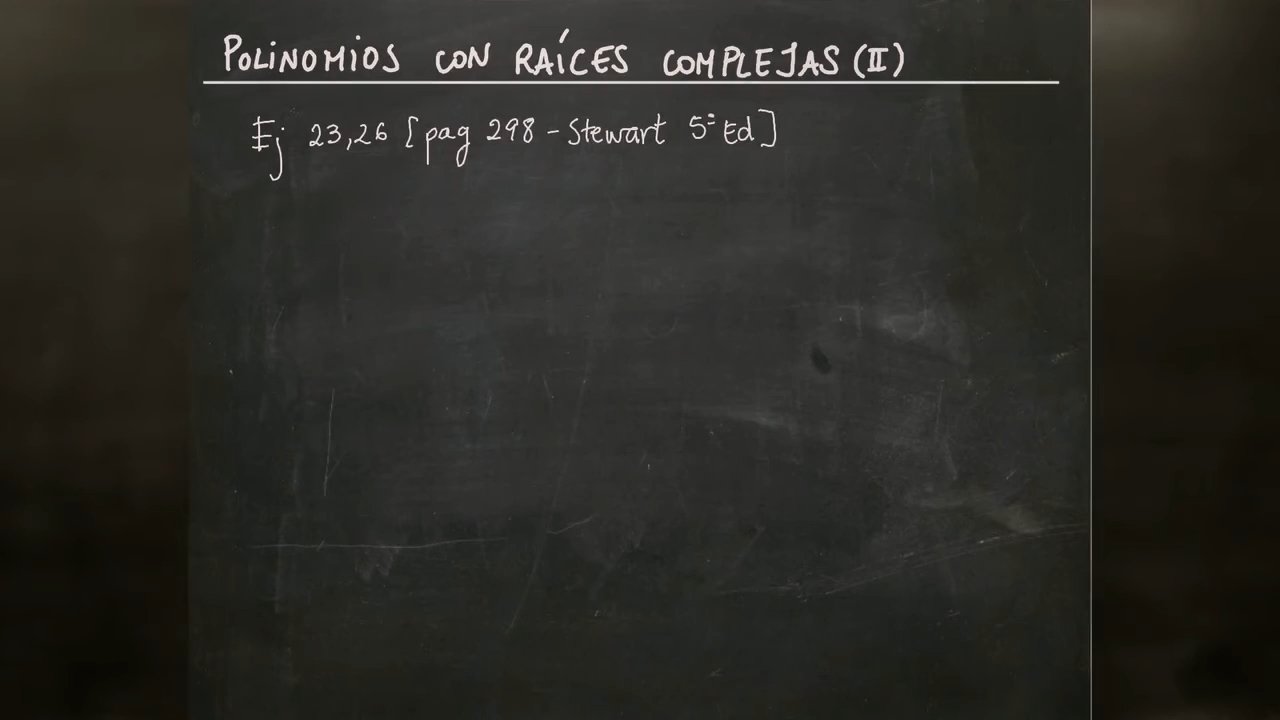 POLINOMIOS CON RAÍCES COMPLEJAS (II)
Ej 23,26 [pag 298 - Stewart 5ª Ed]